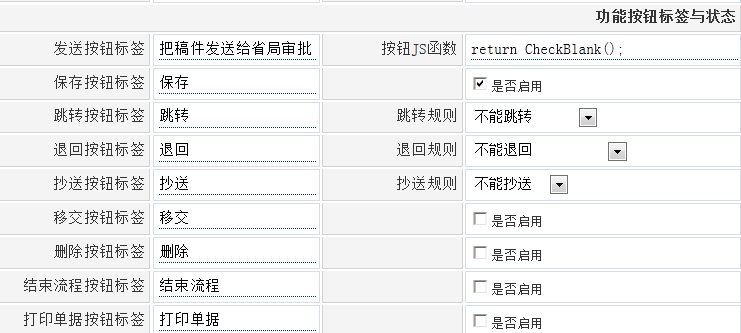 功能按钮标签与状态
发送按钮标签 把稿件发送给省局审批 按钮JS函数 return CheckBlank();
保存按钮标签 保存 是否启用
跳转按钮标签 跳转 跳转规则 不能跳转
退回按钮标签 退回 退回规则 不能退回
抄送按钮标签 抄送 抄送规则 不能抄送
移交按钮标签 移交 是否启用
删除按钮标签 删除 是否启用
结束流程按钮标签 结束流程 是否启用
打印单据按钮标签 打印单据 是否启用